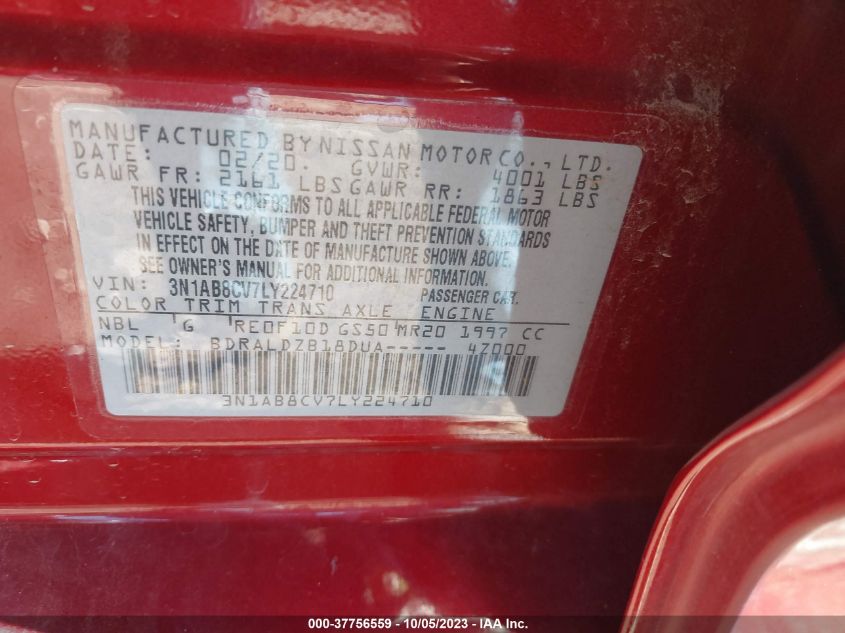 MANUFACTURED BY NISSAN MOTOR CO., LTD.
DATE: 02/20. GVWR: 4001 LBS
GAWR FR: 2161 LBS GAWR RR: 1863 LBS
THIS VEHICLE CONFORMS TO ALL APPLICABLE FEDERAL MOTOR
VEHICLE SAFETY, BUMPER AND THEFT PREVENTION STANDARDS
IN EFFECT ON THE DATE OF MANUFACTURE SHOWN ABOVE.
SEE OWNER'S MANUAL FOR ADDITIONAL INFORMATION.
VIN: 3N1AB8CV7LY224710 PASSENGER CAR.
COLOR TRIM TRANS AXLE ENGINE
NBL G RE0F10D GS50 MR20 1997 CC
MODEL: BDRALDZB18DUA----- 4Z000
3N1AB8CV7LY224710
000-37756559 - 10/05/2023 - IAA Inc.